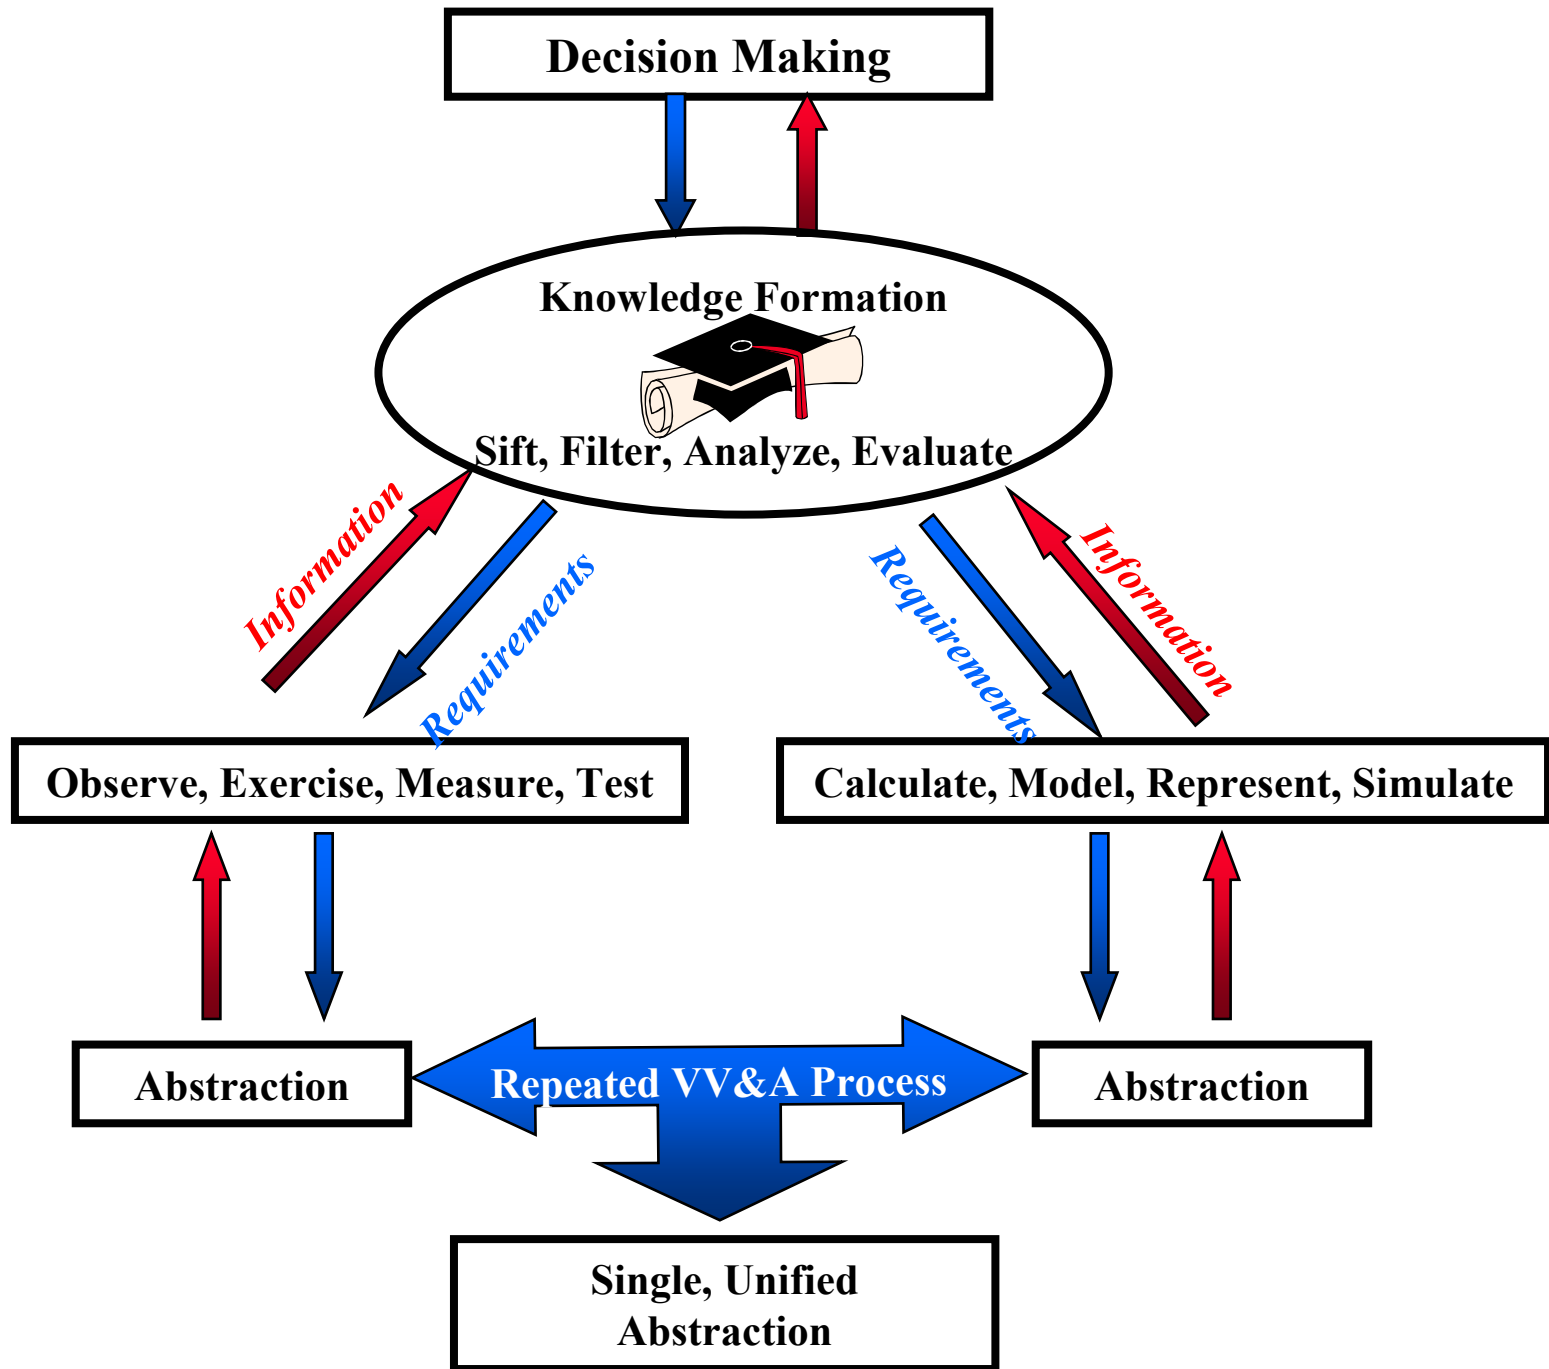 Decision Making
Knowledge Formation
Sift, Filter, Analyze, Evaluate
Information
Requirements
Requirements
Information
Observe, Exercise, Measure, Test
Calculate, Model, Represent, Simulate
Abstraction
Repeated VV&A Process
Abstraction
Single, Unified
Abstraction